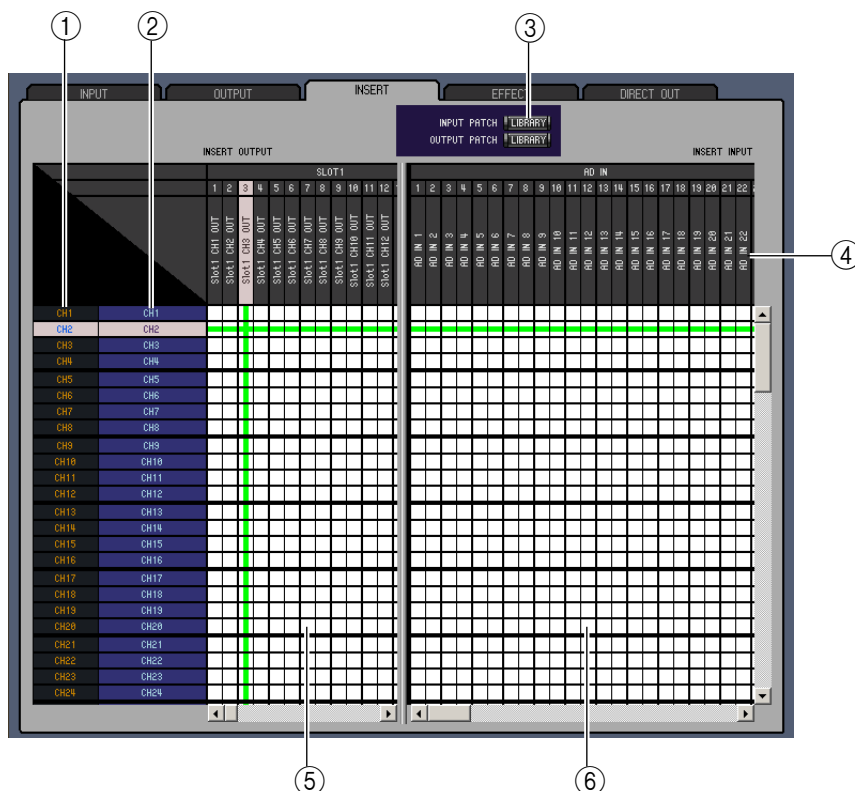 ① ② ③
INPUT OUTPUT INSERT EFFECT DIRECT OUT
INPUT PATCH LIBRARY
OUTPUT PATCH LIBRARY
INSERT OUTPUT INSERT INPUT
SLOT1 AD IN
1 2 3 4 5 6 7 8 9 10 11 12 1 2 3 4 5 6 7 8 9 10 11 12 13 14 15 16 17 18 19 20 21 22
Slot1 CH1 OUT
Slot1 CH2 OUT
Slot1 CH3 OUT
Slot1 CH4 OUT
Slot1 CH5 OUT
Slot1 CH6 OUT
Slot1 CH7 OUT
Slot1 CH8 OUT
Slot1 CH9 OUT
Slot1 CH10 OUT
Slot1 CH11 OUT
Slot1 CH12 OUT
AD IN 1
AD IN 2
AD IN 3
AD IN 4
AD IN 5
AD IN 6
AD IN 7
AD IN 8
AD IN 9
AD IN 10
AD IN 11
AD IN 12
AD IN 13
AD IN 14
AD IN 15
AD IN 16
AD IN 17
AD IN 18
AD IN 19
AD IN 20
AD IN 21
AD IN 22
④
CH1 CH1
CH2 CH2
CH3 CH3
CH4 CH4
CH5 CH5
CH6 CH6
CH7 CH7
CH8 CH8
CH9 CH9
CH10 CH10
CH11 CH11
CH12 CH12
CH13 CH13
CH14 CH14
CH15 CH15
CH16 CH16
CH17 CH17
CH18 CH18
CH19 CH19
CH20 CH20
CH21 CH21
CH22 CH22
CH23 CH23
CH24 CH24
⑤ ⑥